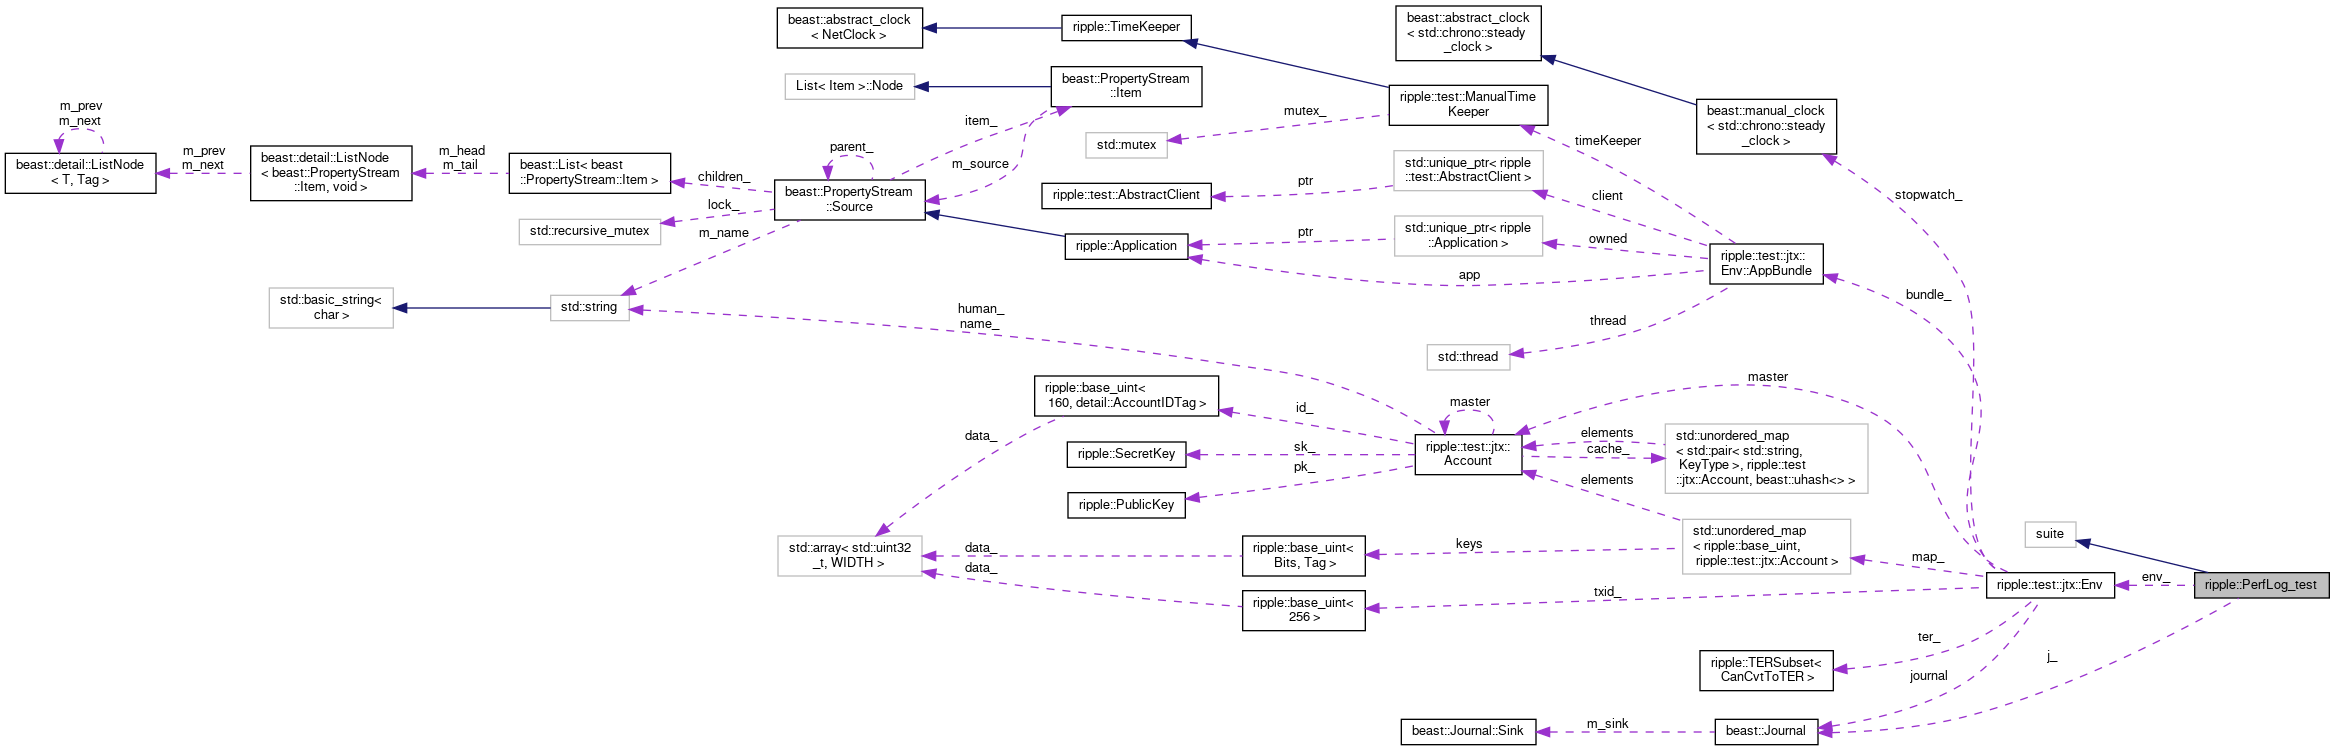 beast::abstract_clock
< NetClock >
ripple::TimeKeeper
beast::abstract_clock
< std::chrono::steady
_clock >
List< Item >::Node
beast::PropertyStream
::Item
ripple::test::ManualTime
Keeper
beast::manual_clock
< std::chrono::steady
_clock >
m_prev
m_next
beast::detail::ListNode
< T, Tag >
m_prev
m_next
beast::detail::ListNode
< beast::PropertyStream
::Item, void >
m_head
m_tail
beast::List< beast
::PropertyStream::Item >
children_
lock_
m_name
parent_
beast::PropertyStream
::Source
item_
m_source
mutex_
std::mutex
timeKeeper
std::unique_ptr< ripple
::test::AbstractClient >
ptr
ripple::test::AbstractClient
client
stopwatch_
std::recursive_mutex
ripple::Application
ptr
std::unique_ptr< ripple
::Application >
owned
app
ripple::test::jtx::
Env::AppBundle
bundle_
std::basic_string<
char >
std::string
human_
name_
thread
std::thread
master
ripple::base_uint<
160, detail::AccountIDTag >
id_
master
data_
ripple::SecretKey
sk_
ripple::test::jtx::
Account
elements
cache_
std::unordered_map
< std::pair< std::string,
KeyType >, ripple::test
::jtx::Account, beast::uhash<> >
pk_
ripple::PublicKey
elements
std::array< std::uint32
_t, WIDTH >
data_
data_
ripple::base_uint<
Bits, Tag >
keys
std::unordered_map
< ripple::base_uint,
ripple::test::jtx::Account >
map_
suite
ripple::base_uint<
256 >
txid_
ripple::test::jtx::Env
env_
ripple::PerfLog_test
ter_
ripple::TERSubset<
CanCvtToTER >
journal
j_
beast::Journal::Sink
m_sink
beast::Journal